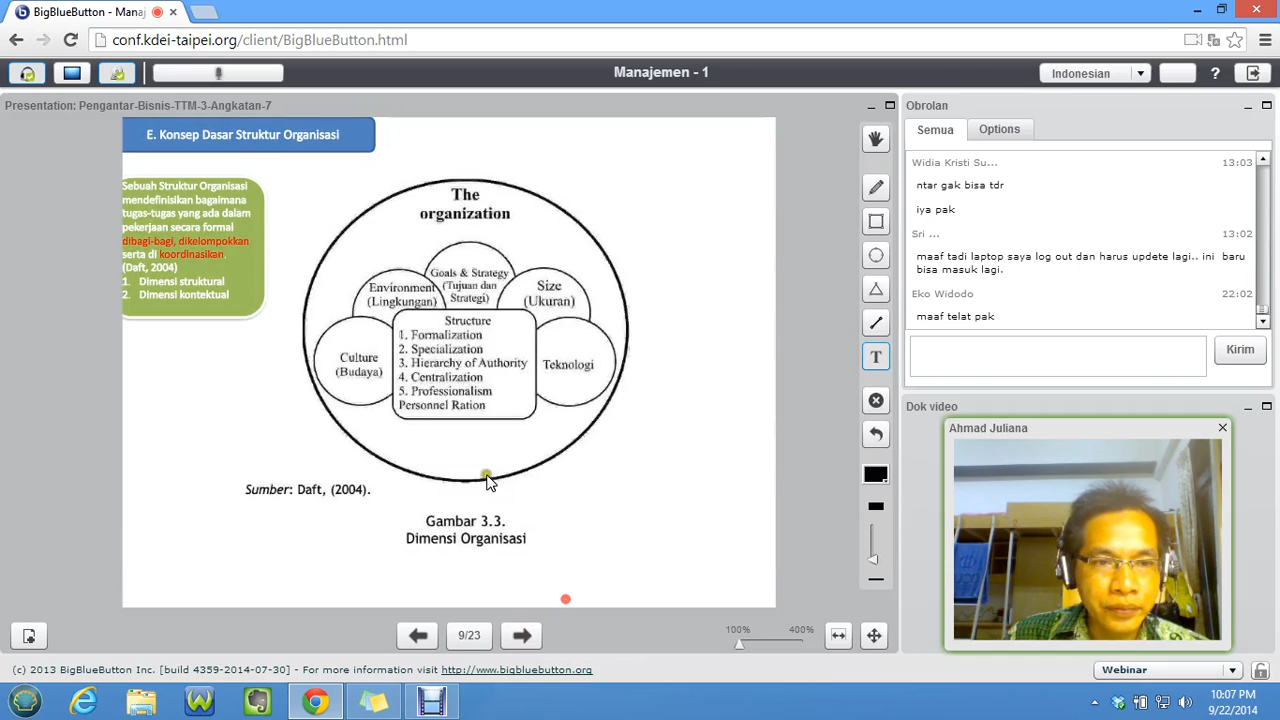 BigBlueButton - Manaj
conf.kdei-taipei.org/client/BigBlueButton.html
Manajemen - 1
Indonesian
?
Presentation: Pengantar-Bisnis-TTM-3-Angkatan-7
E. Konsep Dasar Struktur Organisasi
Sebuah Struktur Organisasi
mendefinisikan bagaimana
tugas-tugas yang ada dalam
pekerjaan secara formal
dibagi-bagi, dikelompokkan
serta di koordinasikan.
(Daft, 2004)
1. Dimensi struktural
2. Dimensi kontektual
The
organization
Goals & Strategy
(Tujuan dan
Strategi)
Environment
(Lingkungan)
Size
(Ukuran)
Culture
(Budaya)
Structure
1. Formalization
2. Specialization
3. Hierarchy of Authority
4. Centralization
5. Professionalism
Personnel Ration
Teknologi
Sumber: Daft, (2004).
Gambar 3.3.
Dimensi Organisasi
T
9/23
100%
400%
Obrolan
Semua
Options
Widia Kristi Su...
13:03
ntar gak bisa tdr
iya pak
Sri ...
13:02
maaf tadi laptop saya log out dan harus updete lagi.. ini baru
bisa masuk lagi.
Eko Widodo
22:02
maaf telat pak
Kirim
Dok video
Ahmad Juliana
(c) 2013 BigBlueButton Inc. [build 4359-2014-07-30] - For more information visit http://www.bigbluebutton.org
Webinar
10:07 PM
9/22/2014